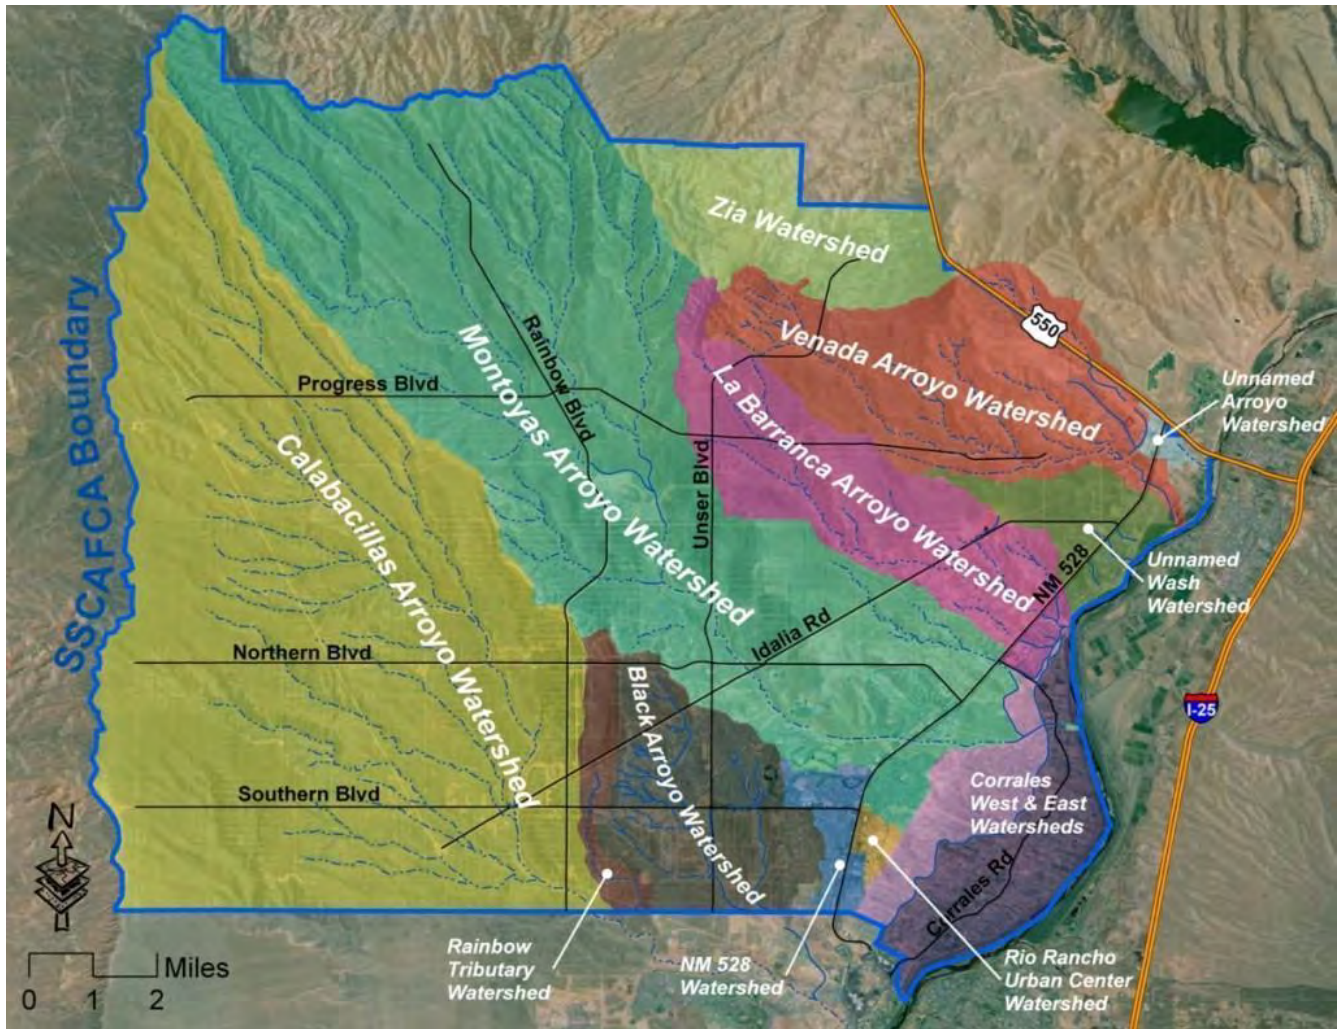 Zia Watershed
550
Venada Arroyo Watershed
Unnamed
Arroyo
Watershed
SSCAFCA Boundary
Rainbow Blvd
Progress Blvd
Montoyas Arroyo Watershed
La Barranca Arroyo Watershed
Calabacillas Arroyo Watershed
Unser Blvd
NM 528
Unnamed
Wash
Watershed
Idalia Rd
Northern Blvd
Black Arroyo Watershed
I-25
Southern Blvd
Corrales
West & East
Watersheds
Corrales Rd
N
Rainbow
Tributary
Watershed
NM 528
Watershed
Rio Rancho
Urban Center
Watershed
Miles
0 1 2